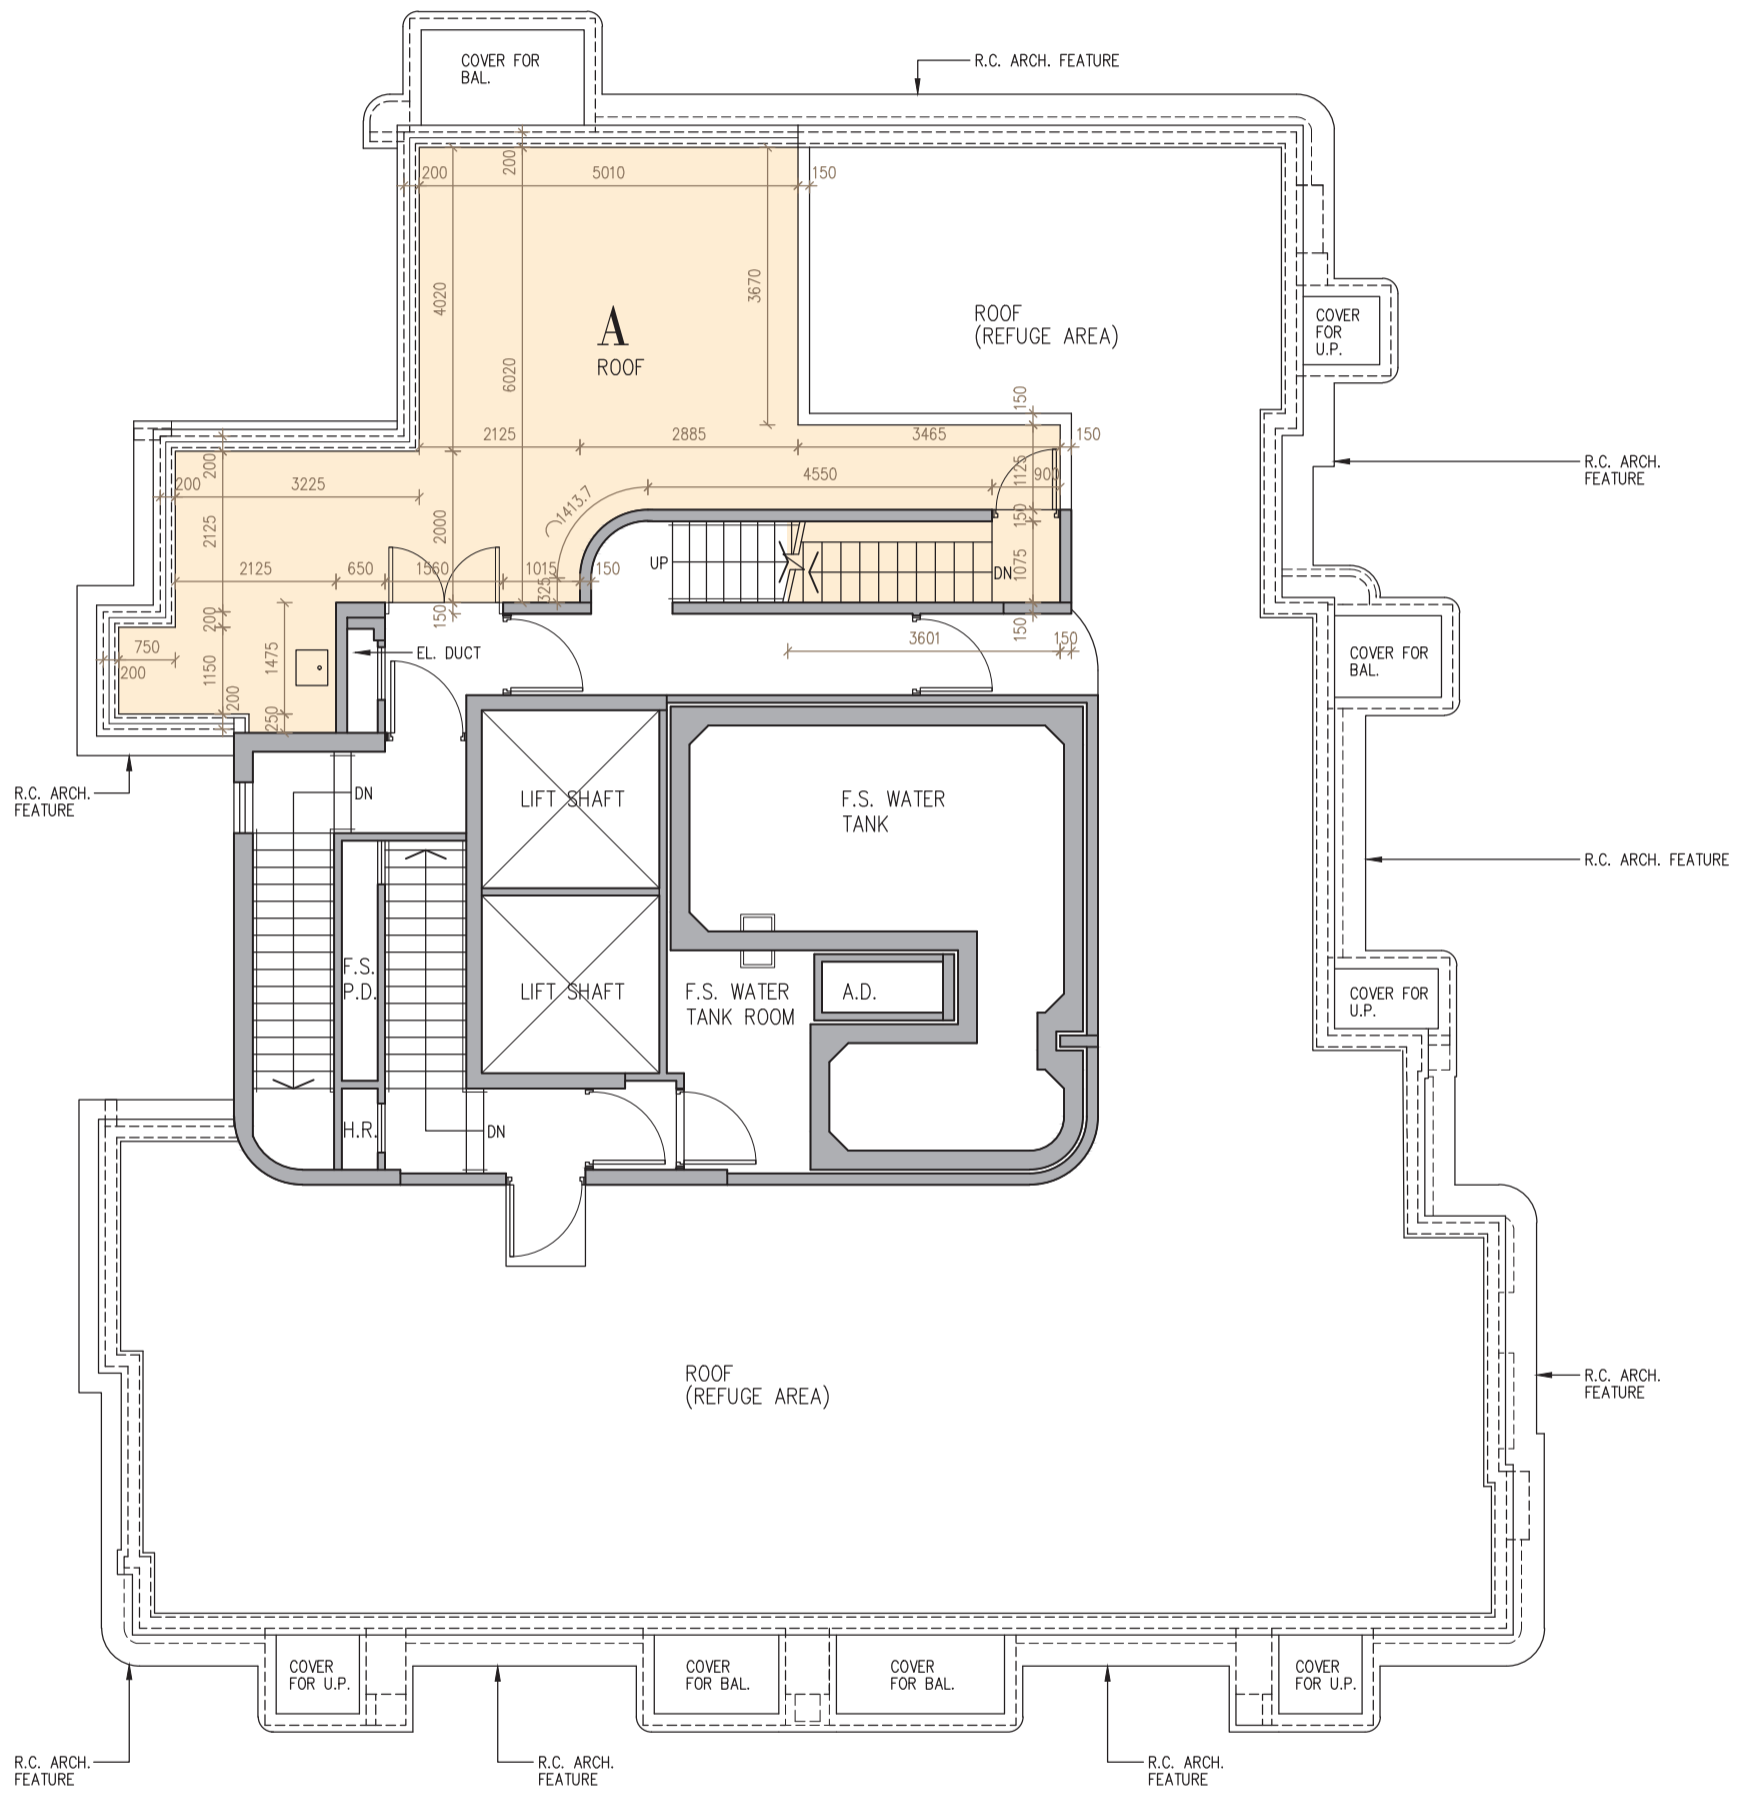 COVER FOR
BAL.
R.C. ARCH. FEATURE
200
200
5010
150
4020
3670
6020
A
ROOF
ROOF
(REFUGE AREA)
COVER
FOR
U.P.
150
2125
2885
3465
150
200
200
3225
4550
1125
900
R.C. ARCH.
FEATURE
1413.7
2125
2000
150
2125
650
1560
1015
150
325
UP
DN
1075
200
150
150
750
200
1150
1475
EL. DUCT
3601
150
COVER FOR
BAL.
200
250
R.C. ARCH.
FEATURE
DN
LIFT SHAFT
F.S. WATER
TANK
R.C. ARCH. FEATURE
F.S.
P.D.
LIFT SHAFT
F.S. WATER
TANK ROOM
A.D.
COVER FOR
U.P.
H.R.
DN
ROOF
(REFUGE AREA)
R.C. ARCH.
FEATURE
COVER
FOR U.P.
COVER
FOR BAL.
COVER
FOR BAL.
COVER
FOR U.P.
R.C. ARCH.
FEATURE
R.C. ARCH.
FEATURE
R.C. ARCH.
FEATURE